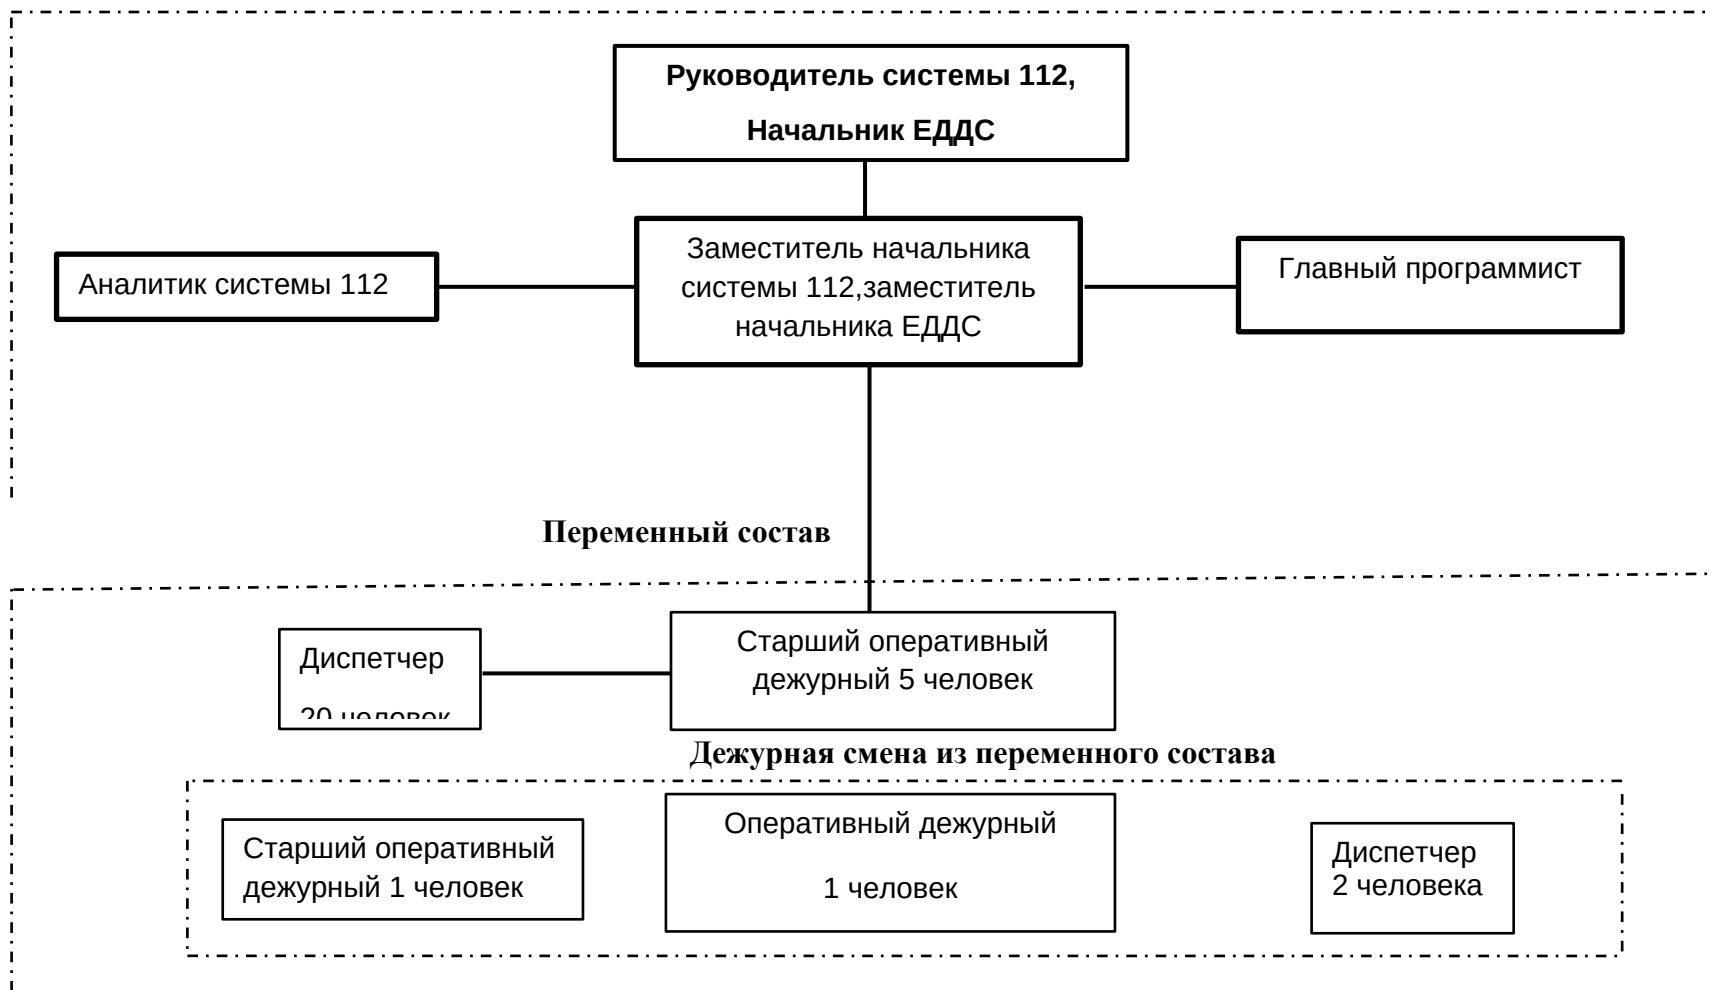 Руководитель системы 112,
Начальник ЕДДС
Заместитель начальника
системы 112,заместитель
начальника ЕДДС
Аналитик системы 112
Главный программист
Переменный состав
Старший оперативный
дежурный 5 человек
Диспетчер
20 человек
Дежурная смена из переменного состава
Старший оперативный
дежурный 1 человек
Оперативный дежурный
1 человек
Диспетчер
2 человека